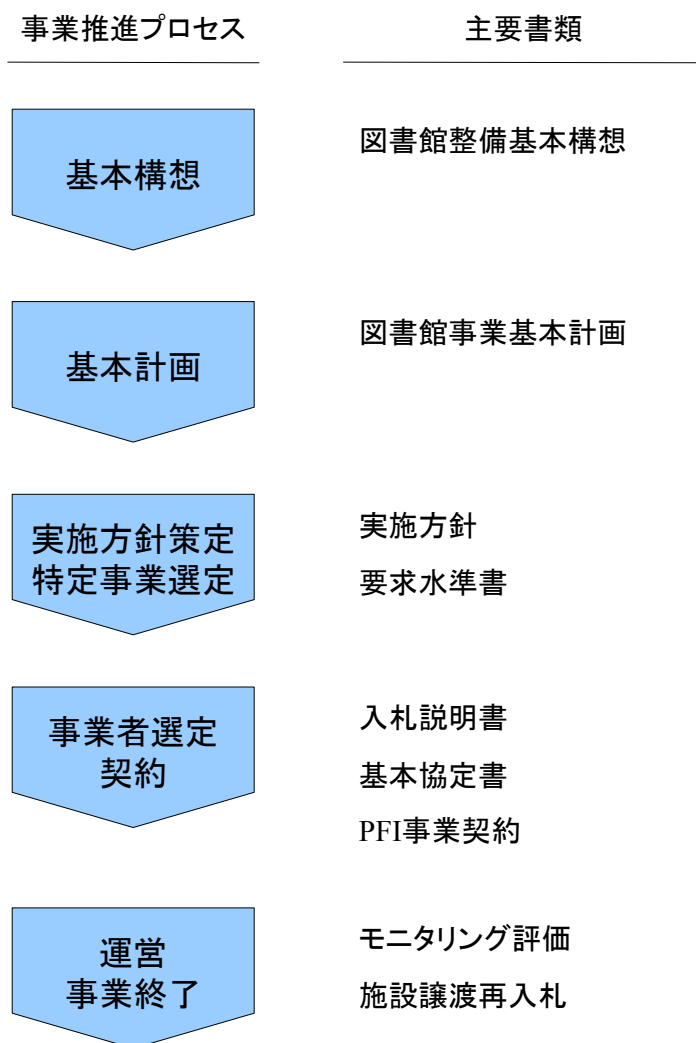 事業推進プロセス
主要書類
基本構想
図書館整備基本構想
基本計画
図書館事業基本計画
実施方針策定
特定事業選定
実施方針
要求水準書
事業者選定
契約
入札説明書
基本協定書
PFI事業契約
運営
事業終了
モニタリング評価
施設譲渡再入札